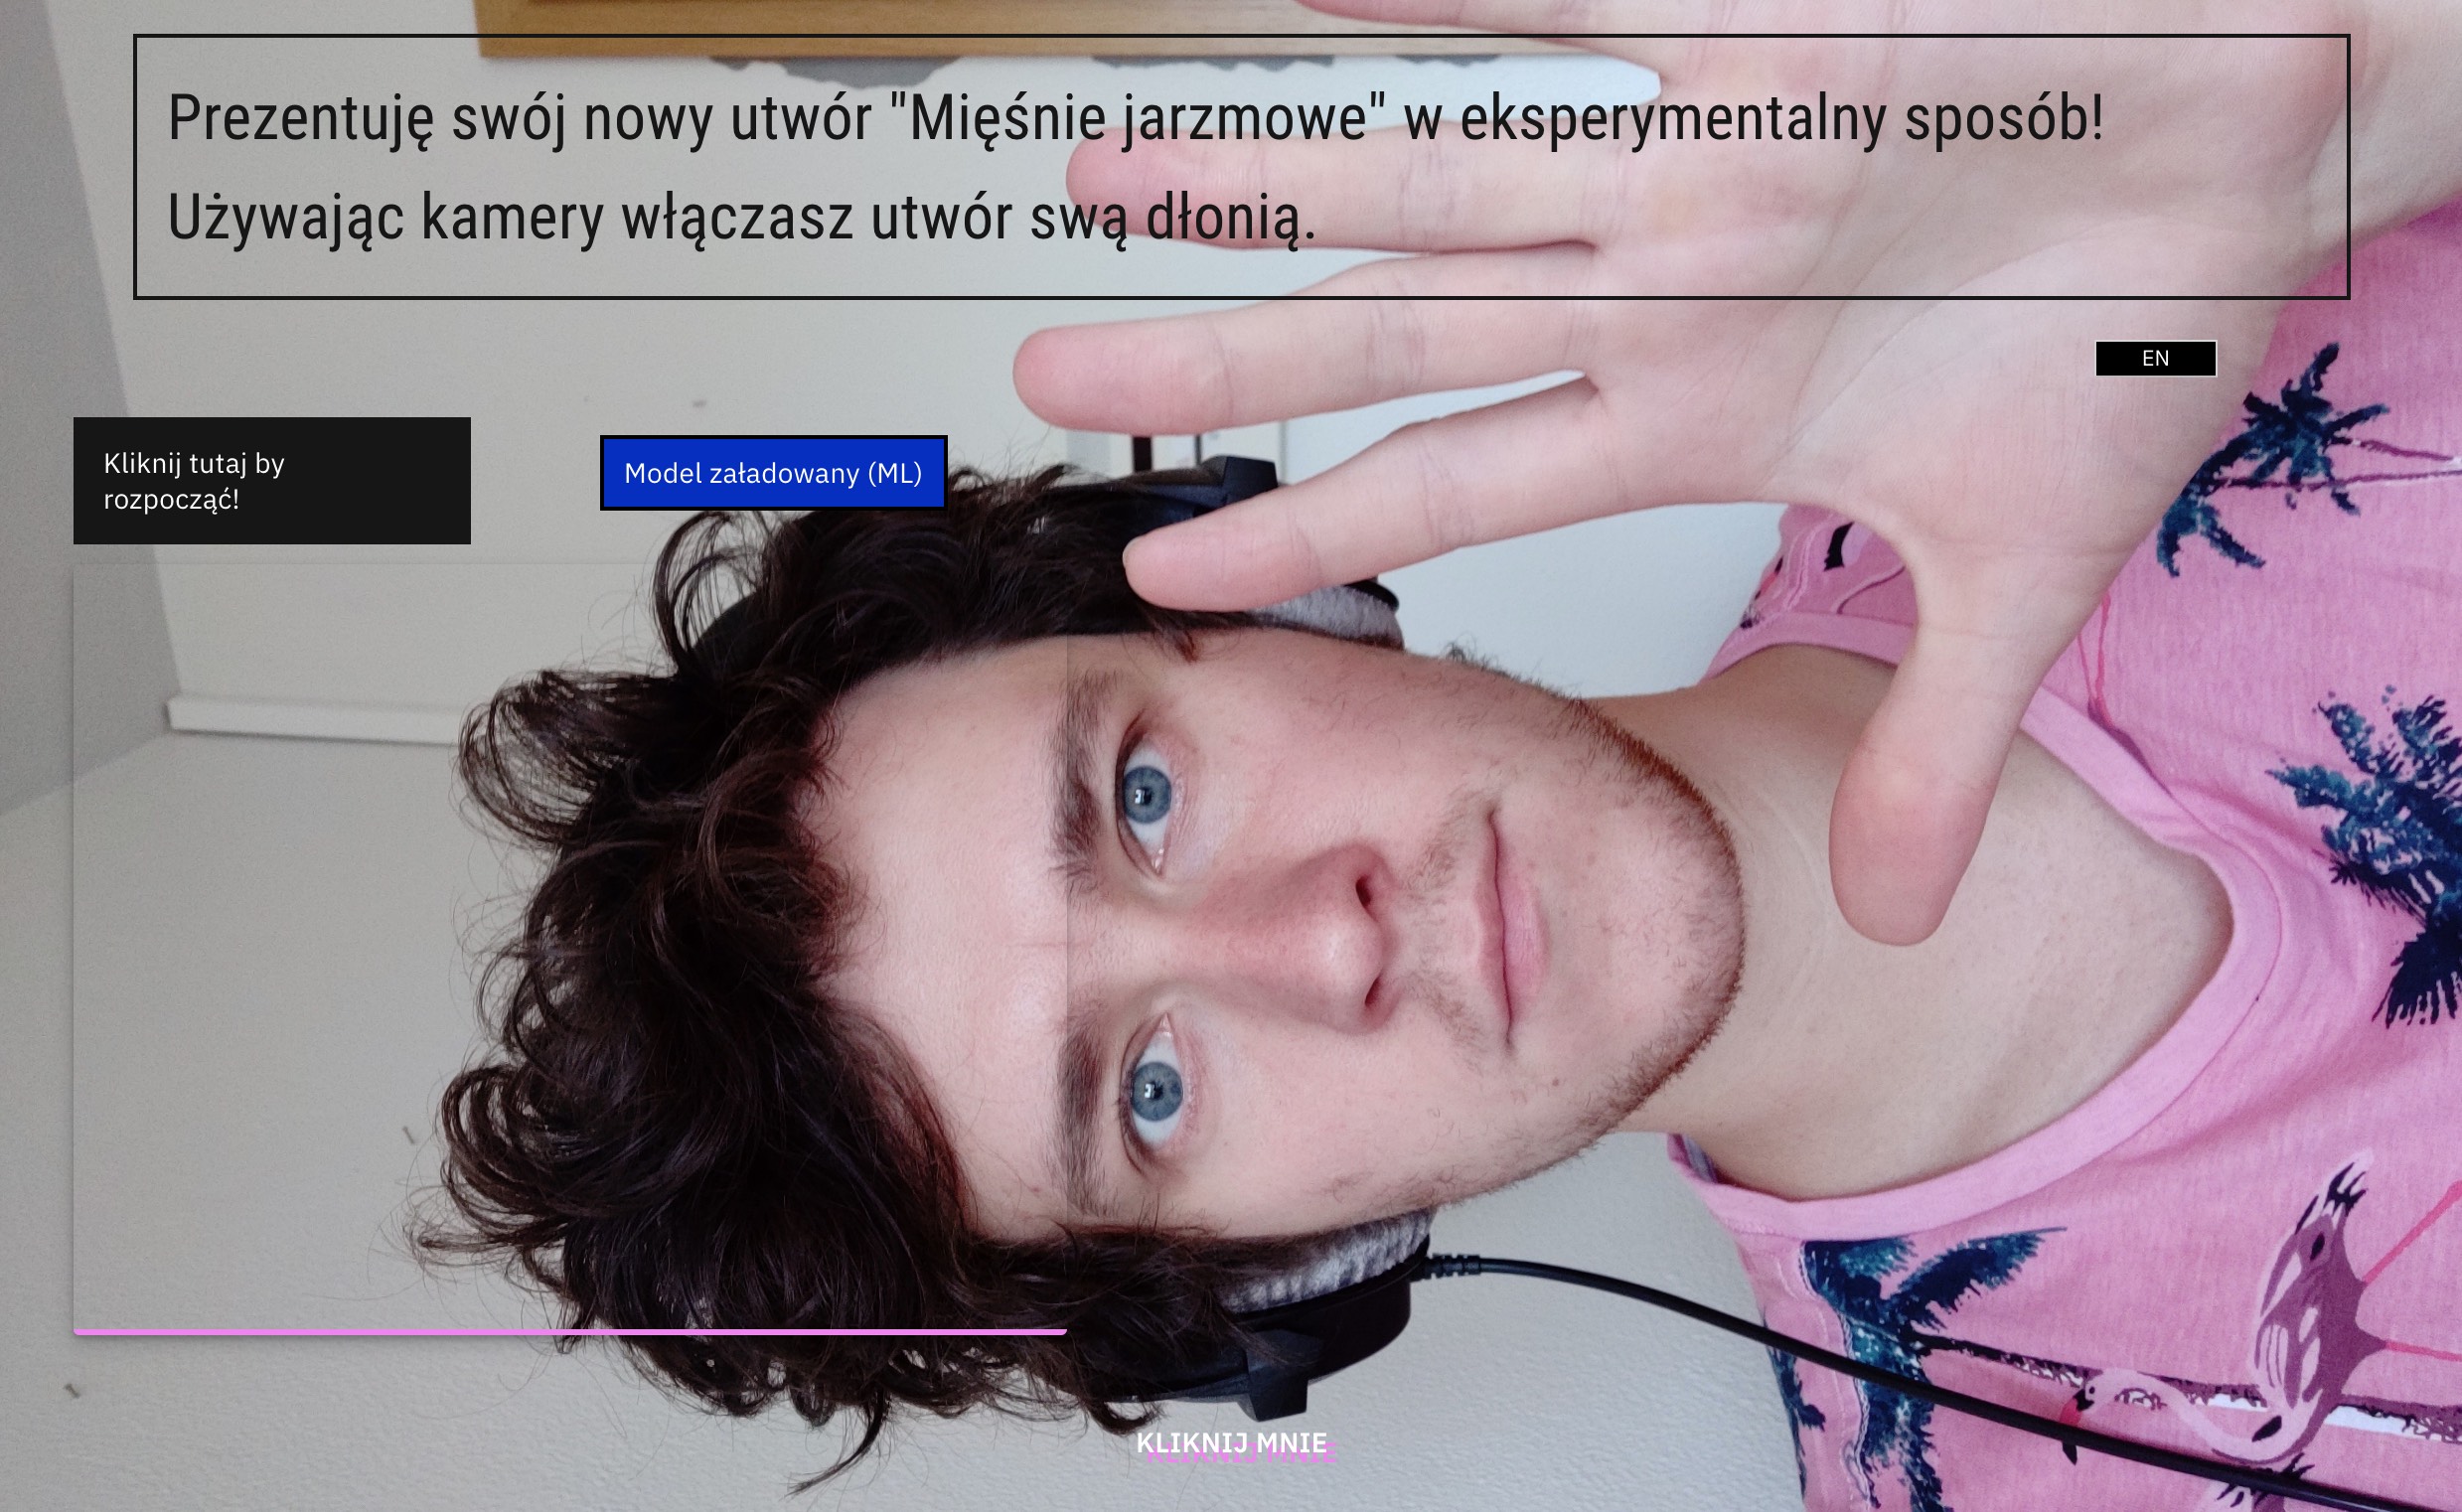 Prezentuję swój nowy utwór "Mięśnie jarzmowe" w eksperymentalny sposób!
Używając kamery włączasz utwór swą dłonią.
EN
Kliknij tutaj by
rozpocząć!
Model załadowany (ML)
KLIKNIJ MNIE